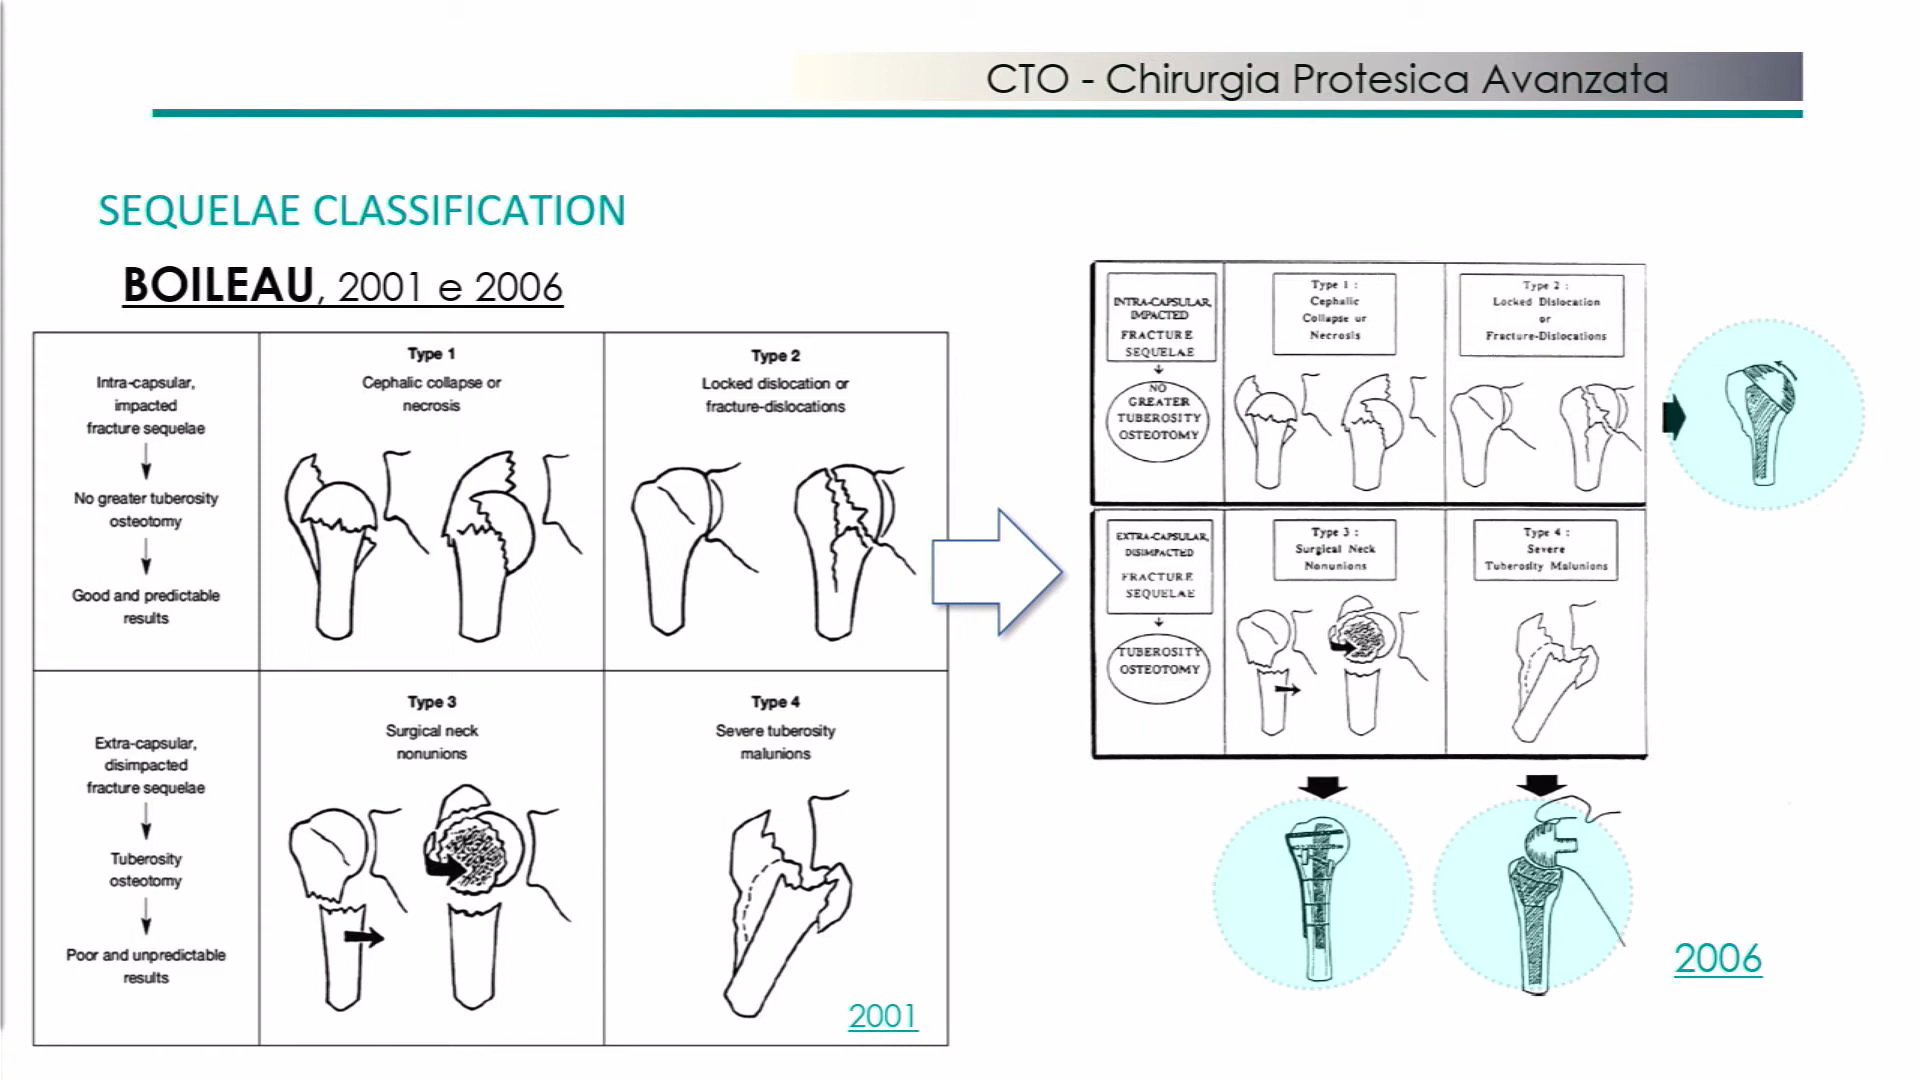 CTO - Chirurgia Protesica Avanzata
SEQUELAE CLASSIFICATION
BOILEAU, 2001 e 2006
Intra-capsular,
impacted
fracture sequelae
No greater tuberosity
osteotomy
Good and predictable
results
Type 1
Cephalic collapse or
necrosis
Type 2
Locked dislocation or
fracture-dislocations
Extra-capsular,
disimpacted
fracture sequelae
Tuberosity
osteotomy
Poor and unpredictable
results
Type 3
Surgical neck
nonunions
Type 4
Severe tuberosity
malunions
2001
INTRA-CAPSULAR,
IMPACTED
FRACTURE
SEQUELAE
NO
GREATER
TUBEROSITY
OSTEOTOMY
Type 1 :
Cephalic
Collapse or
Necrosis
Type 2 :
Locked Dislocation
or
Fracture-Dislocations
EXTRA-CAPSULAR,
DISIMPACTED
FRACTURE
SEQUELAE
TUBEROSITY
OSTEOTOMY
Type 3 :
Surgical Neck
Nonunions
Type 4 :
Severe
Tuberosity Malunions
2006